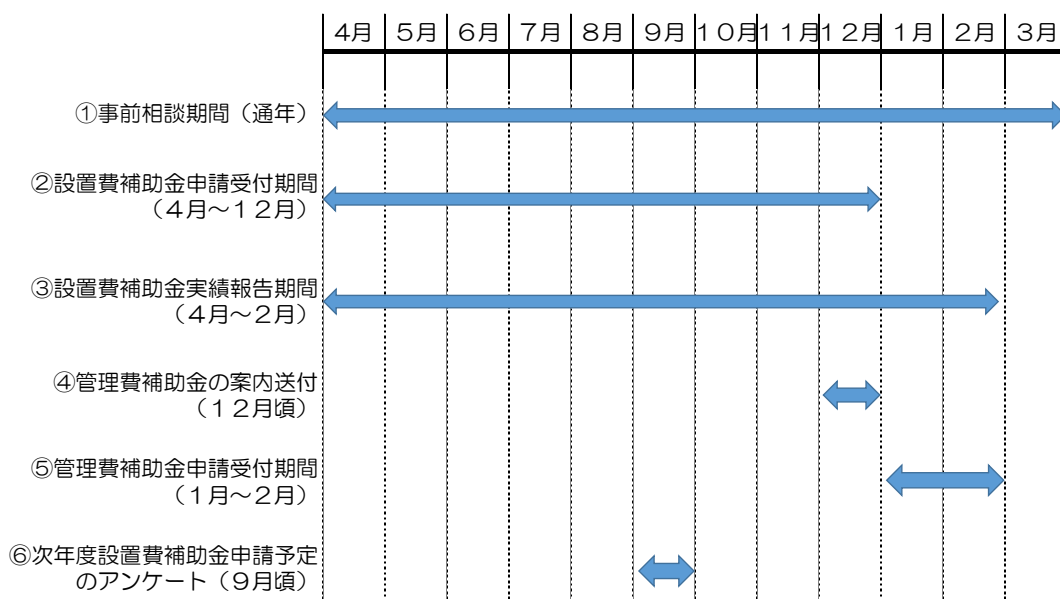 4月 5月 6月 7月 8月 9月 10月 11月 12月 1月 2月 3月
①事前相談期間（通年）
②設置費補助金申請受付期間
（4月～12月）
③設置費補助金実績報告期間
（4月～2月）
④管理費補助金の案内送付
（12月頃）
⑤管理費補助金申請受付期間
（1月～2月）
⑥次年度設置費補助金申請予定
のアンケート（9月頃）